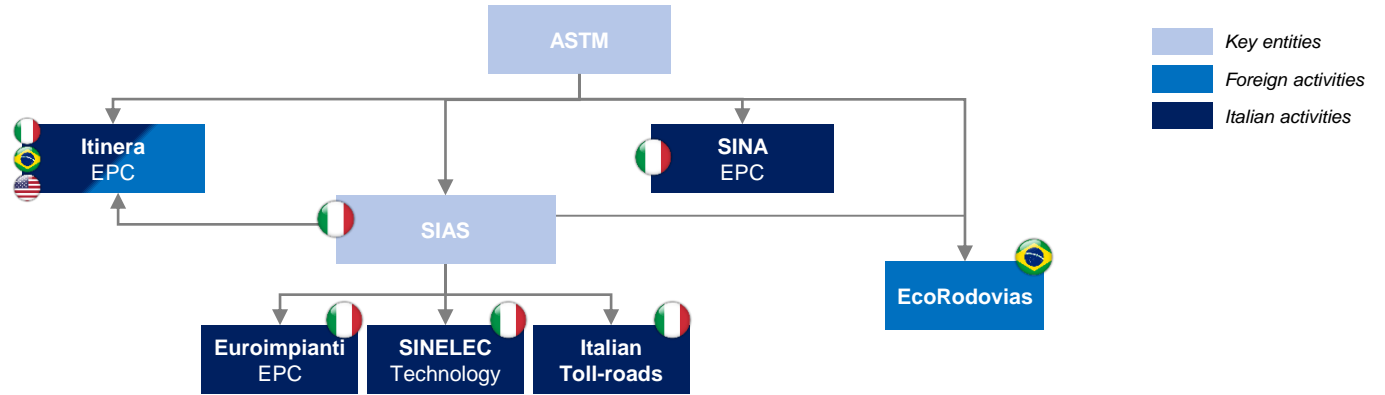 ASTM
Key entities
Foreign activities
Italian activities
Itinera
EPC
SINA
EPC
SIAS
EcoRodovias
Euroimpianti
EPC
SINELEC
Technology
Italian
Toll-roads